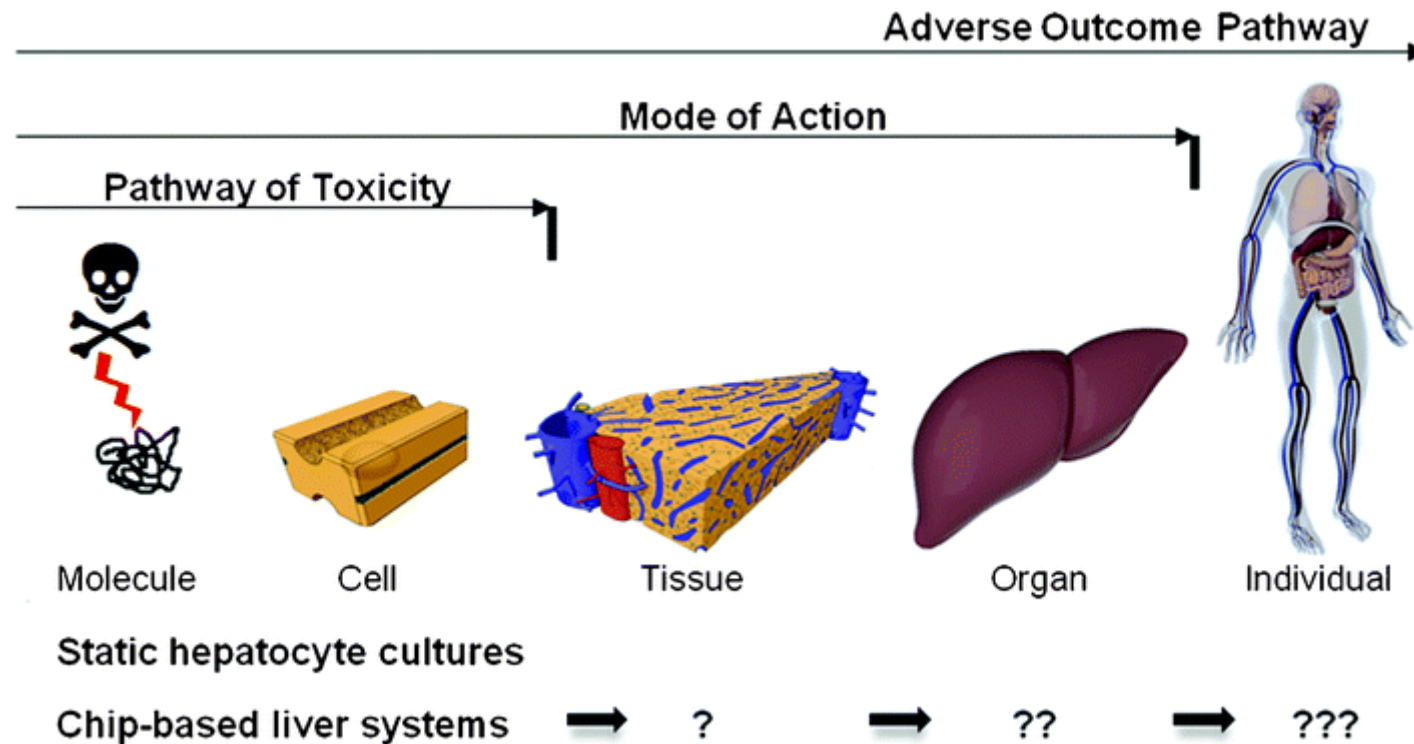 Adverse Outcome Pathway
Mode of Action
Pathway of Toxicity
Molecule Cell Tissue Organ Individual
Static hepatocyte cultures
Chip-based liver systems ? ?? ???